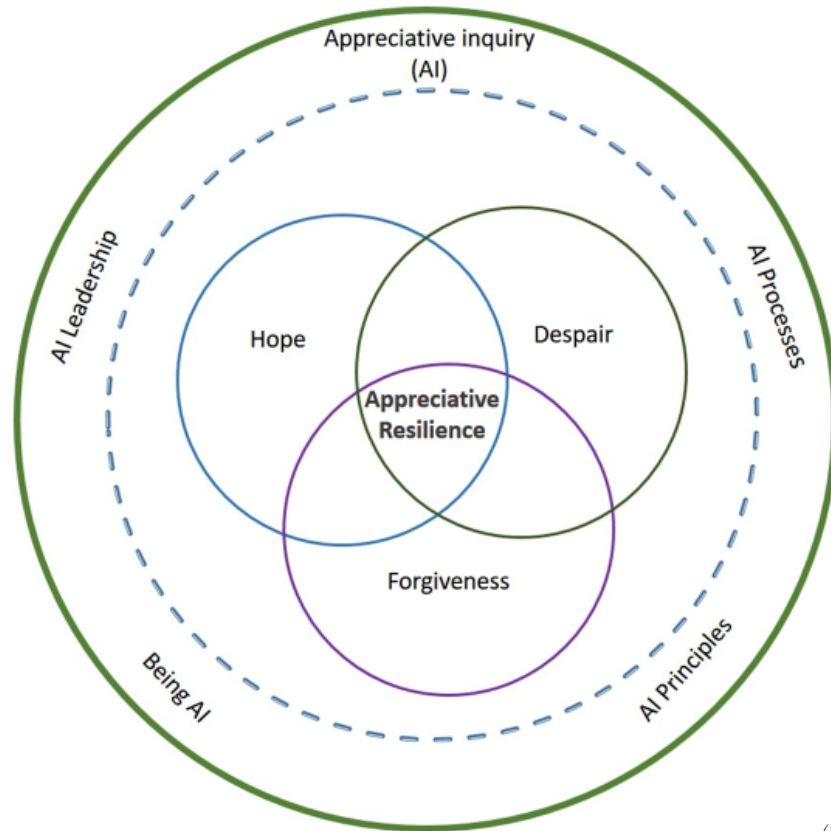 Appreciative inquiry
(AI)
AI Leadership
AI Processes
Hope
Despair
Appreciative
Resilience
Forgiveness
Being AI
AI Principles
(